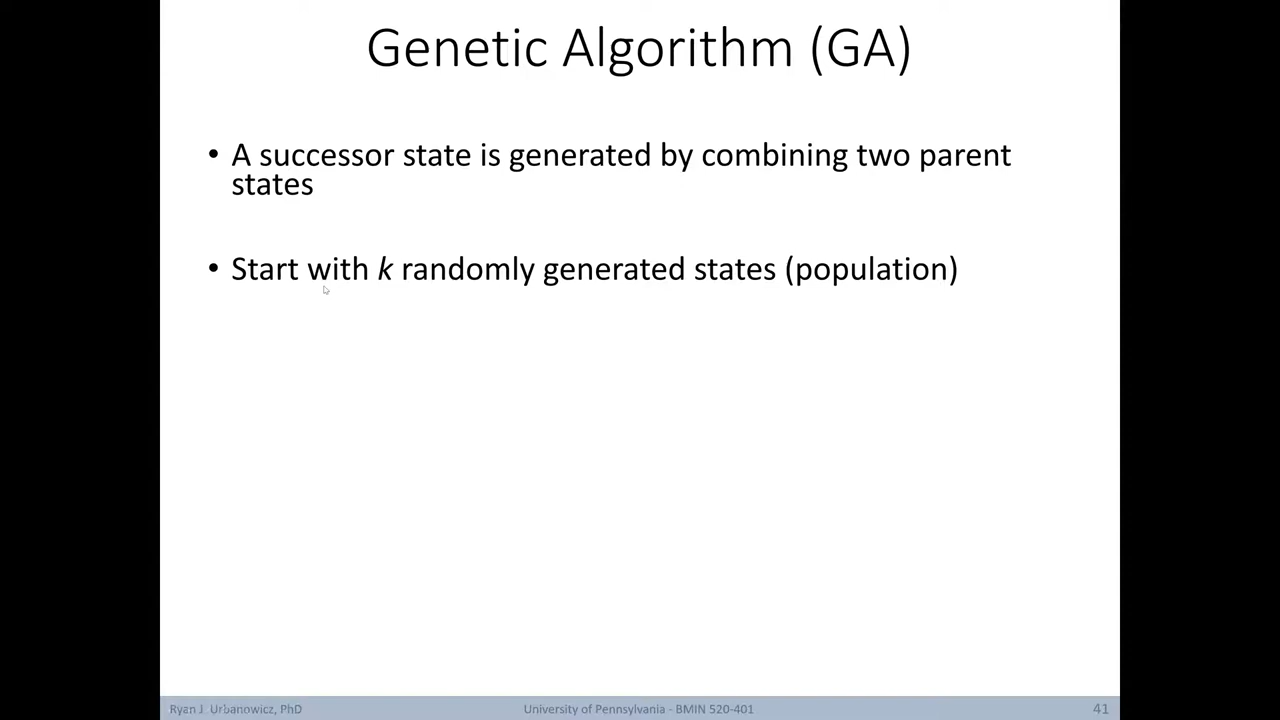 Genetic Algorithm (GA)
• A successor state is generated by combining two parent
states
• Start with k randomly generated states (population)
Ryan J. Urbanowicz, PhD
University of Pennsylvania - BMIN 520-401
41